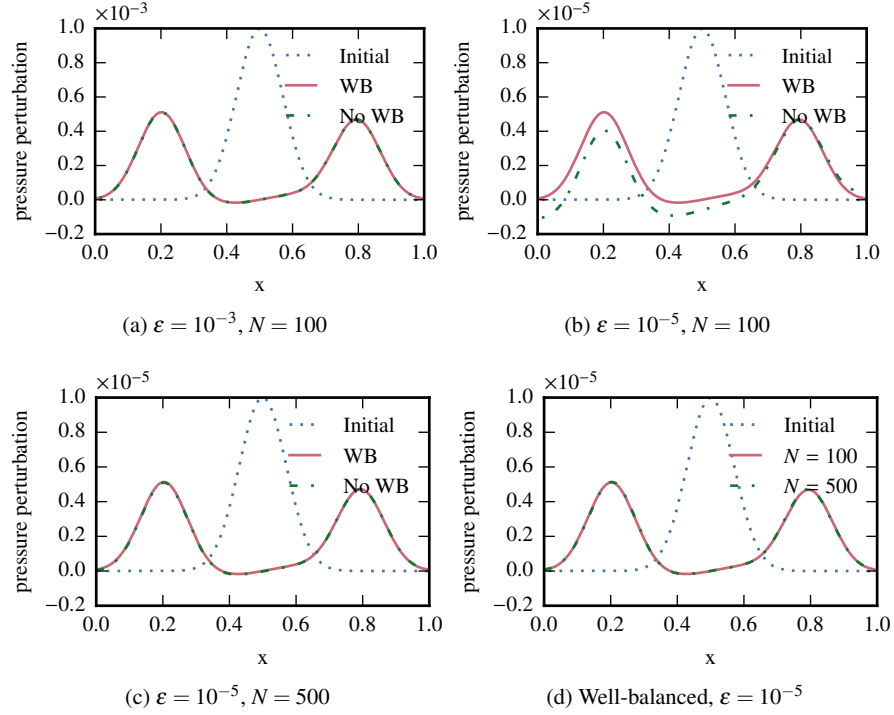 ×10⁻³
pressure perturbation
1.0
0.8
0.6
0.4
0.2
0.0
−0.2
Initial
WB
No WB
0.0 0.2 0.4 0.6 0.8 1.0
x
(a) ε = 10⁻³, N = 100
×10⁻⁵
pressure perturbation
1.0
0.8
0.6
0.4
0.2
0.0
−0.2
Initial
WB
No WB
0.0 0.2 0.4 0.6 0.8 1.0
x
(b) ε = 10⁻⁵, N = 100
×10⁻⁵
pressure perturbation
1.0
0.8
0.6
0.4
0.2
0.0
−0.2
Initial
WB
No WB
0.0 0.2 0.4 0.6 0.8 1.0
x
(c) ε = 10⁻⁵, N = 500
×10⁻⁵
pressure perturbation
1.0
0.8
0.6
0.4
0.2
0.0
−0.2
Initial
N = 100
N = 500
0.0 0.2 0.4 0.6 0.8 1.0
x
(d) Well-balanced, ε = 10⁻⁵